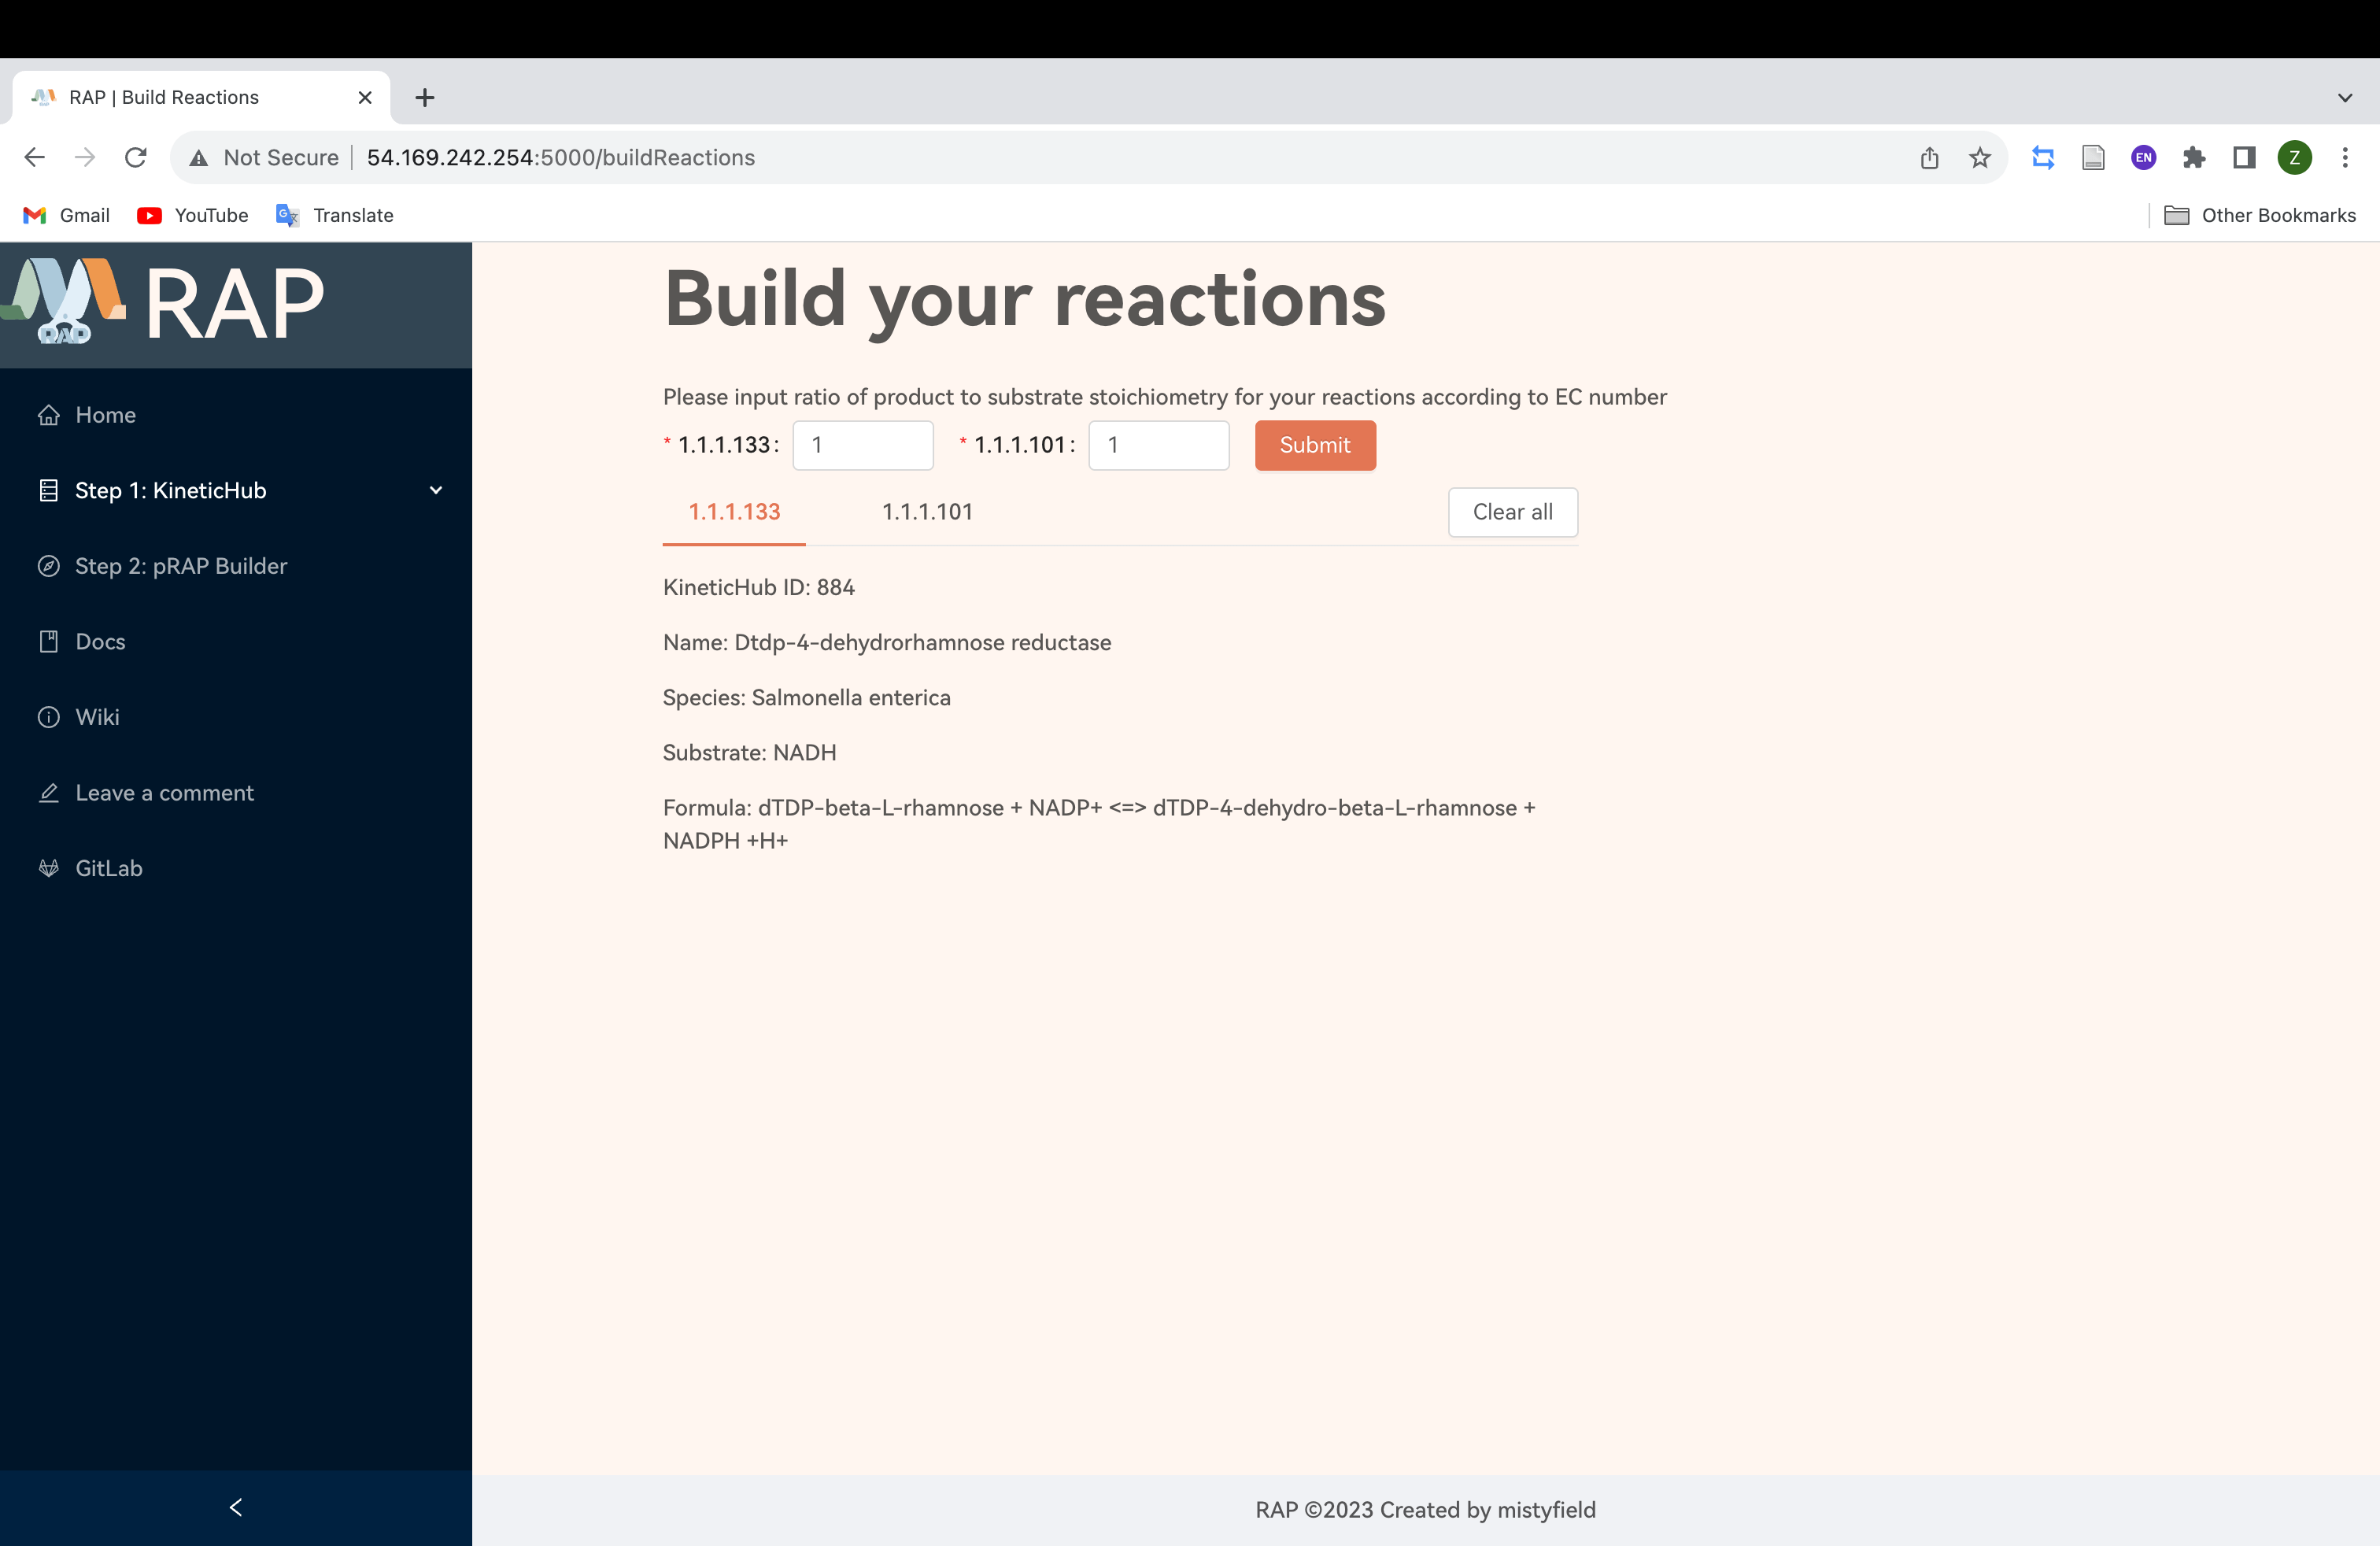 RAP | Build Reactions
Not Secure
54.169.242.254:5000/buildReactions
EN
Z
Gmail
YouTube
Translate
Other Bookmarks
RAP
RAP
Home
Step 1: KineticHub
Step 2: pRAP Builder
Docs
Wiki
Leave a comment
GitLab
Build your reactions
Please input ratio of product to substrate stoichiometry for your reactions according to EC number
* 1.1.1.133: 1 * 1.1.1.101: 1 Submit
1.1.1.133 1.1.1.101 Clear all
KineticHub ID: 884
Name: Dtdp-4-dehydrorhamnose reductase
Species: Salmonella enterica
Substrate: NADH
Formula: dTDP-beta-L-rhamnose + NADP+ <=> dTDP-4-dehydro-beta-L-rhamnose +
NADPH +H+
RAP ©2023 Created by mistyfield